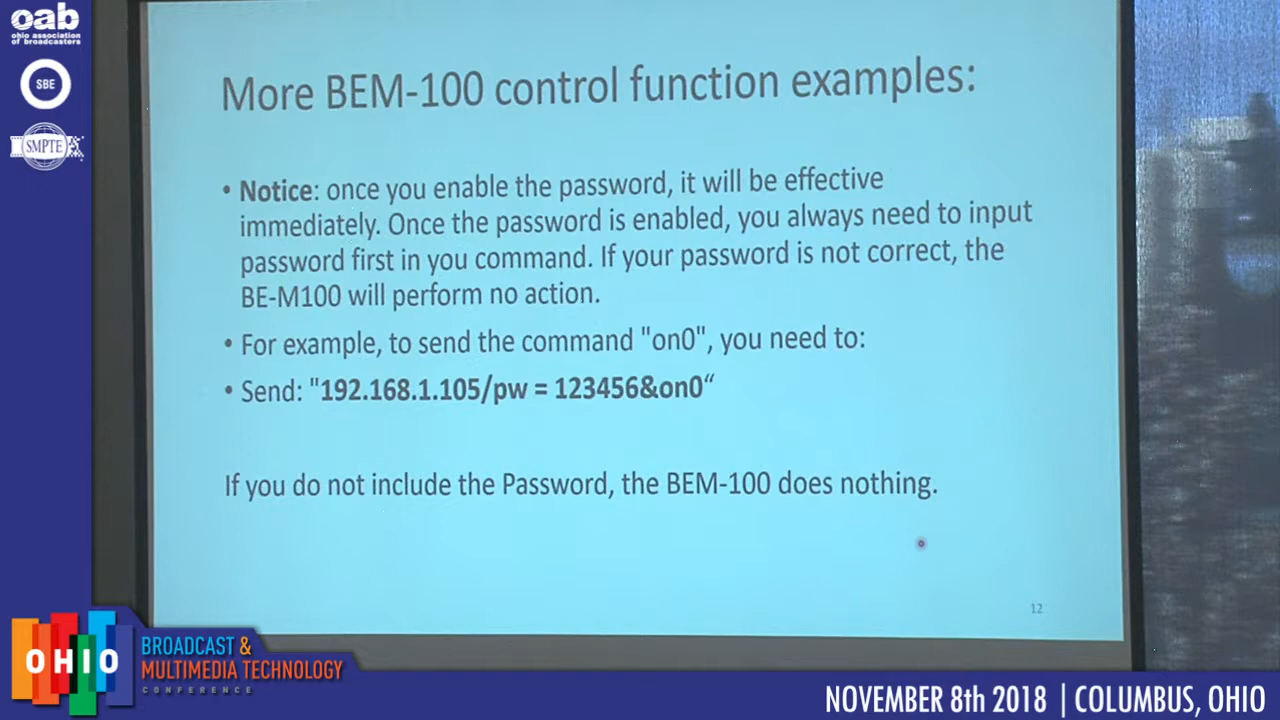 oab
ohio association
of broadcasters
SBE
SMPTE
More BEM-100 control function examples:
• Notice: once you enable the password, it will be effective
immediately. Once the password is enabled, you always need to input
password first in you command. If your password is not correct, the
BE-M100 will perform no action.
• For example, to send the command "on0", you need to:
• Send: "192.168.1.105/pw = 123456&on0“
If you do not include the Password, the BEM-100 does nothing.
12
OHIO
BROADCAST &
MULTIMEDIA TECHNOLOGY
CONFERENCE
NOVEMBER 8th 2018 | COLUMBUS, OHIO